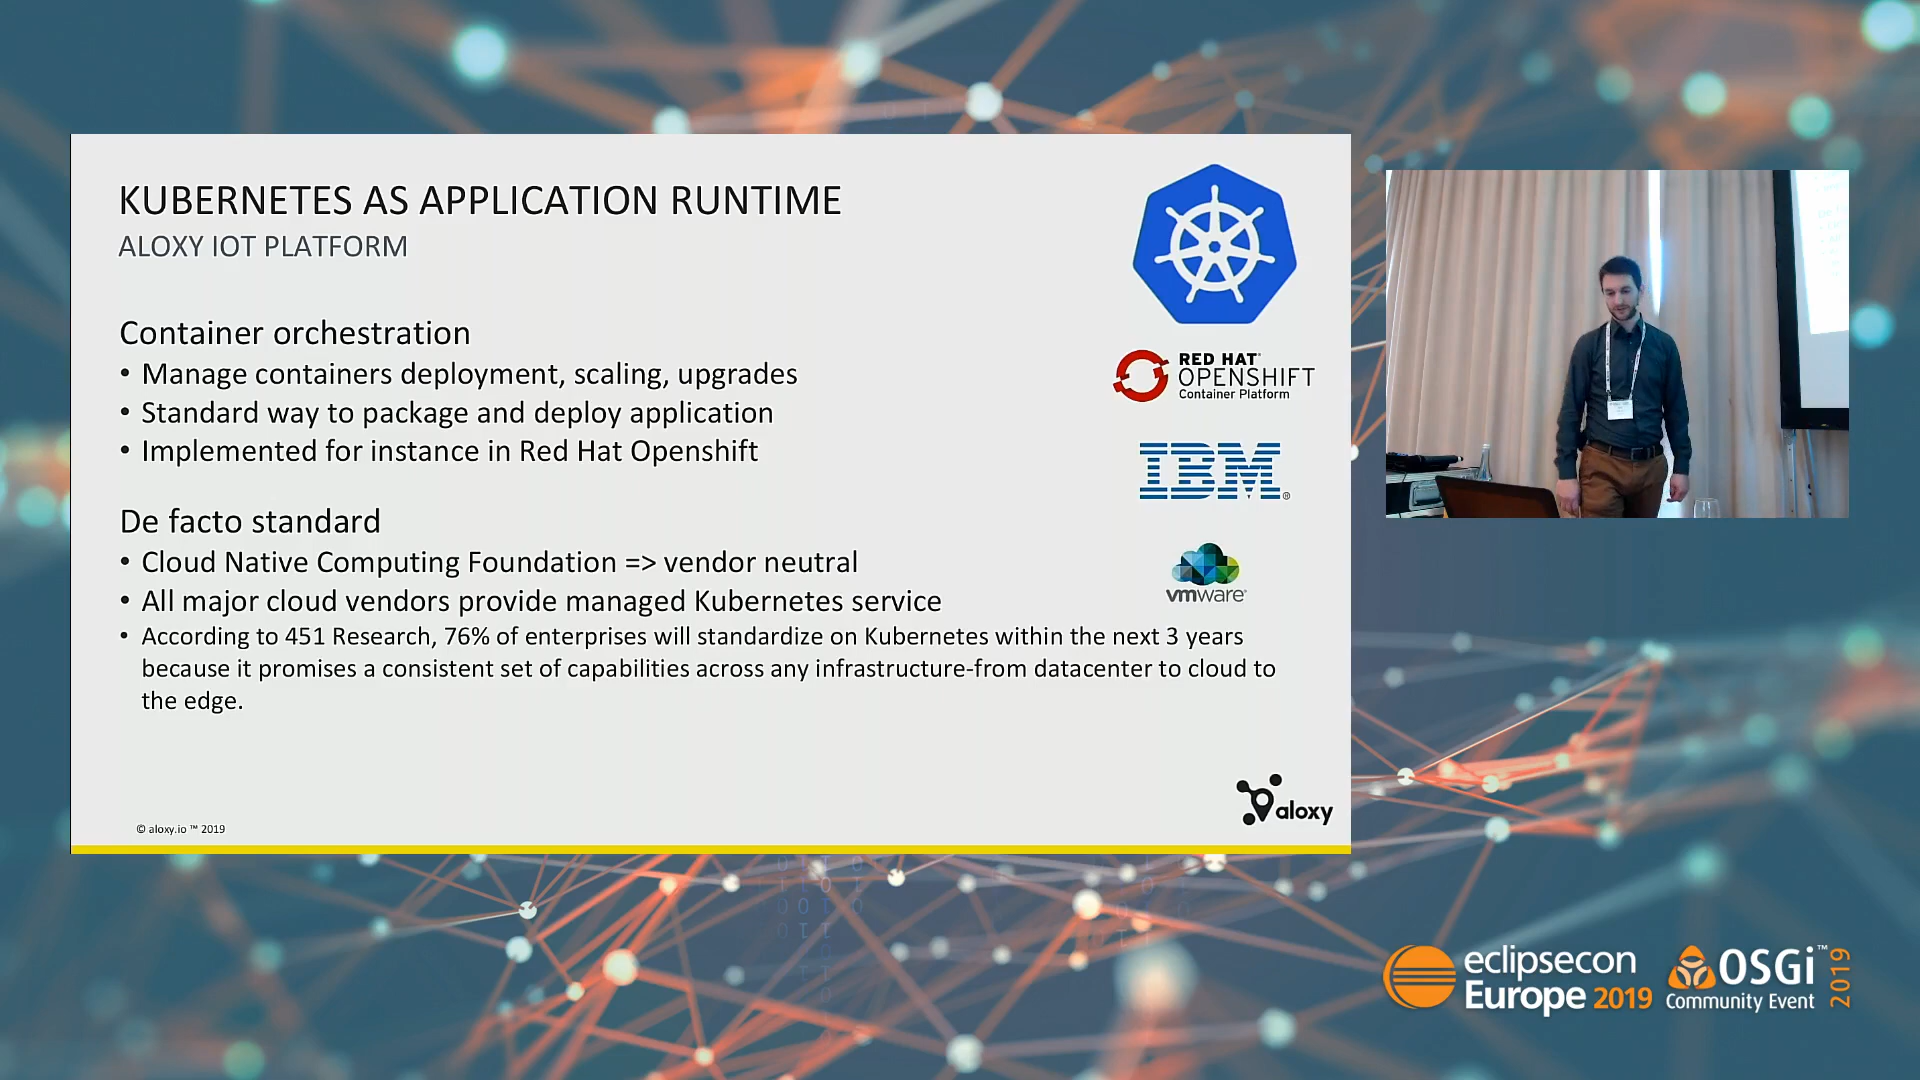 KUBERNETES AS APPLICATION RUNTIME
ALOXY IOT PLATFORM
Container orchestration
• Manage containers deployment, scaling, upgrades
• Standard way to package and deploy application
• Implemented for instance in Red Hat Openshift
De facto standard
• Cloud Native Computing Foundation => vendor neutral
• All major cloud vendors provide managed Kubernetes service
• According to 451 Research, 76% of enterprises will standardize on Kubernetes within the next 3 years
because it promises a consistent set of capabilities across any infrastructure-from datacenter to cloud to
the edge.
RED HAT®
OPENSHIFT
Container Platform
IBM®
vmware®
aloxy
© aloxy.io ™ 2019
eclipsecon
Europe 2019
OSGi™
Community Event
2019